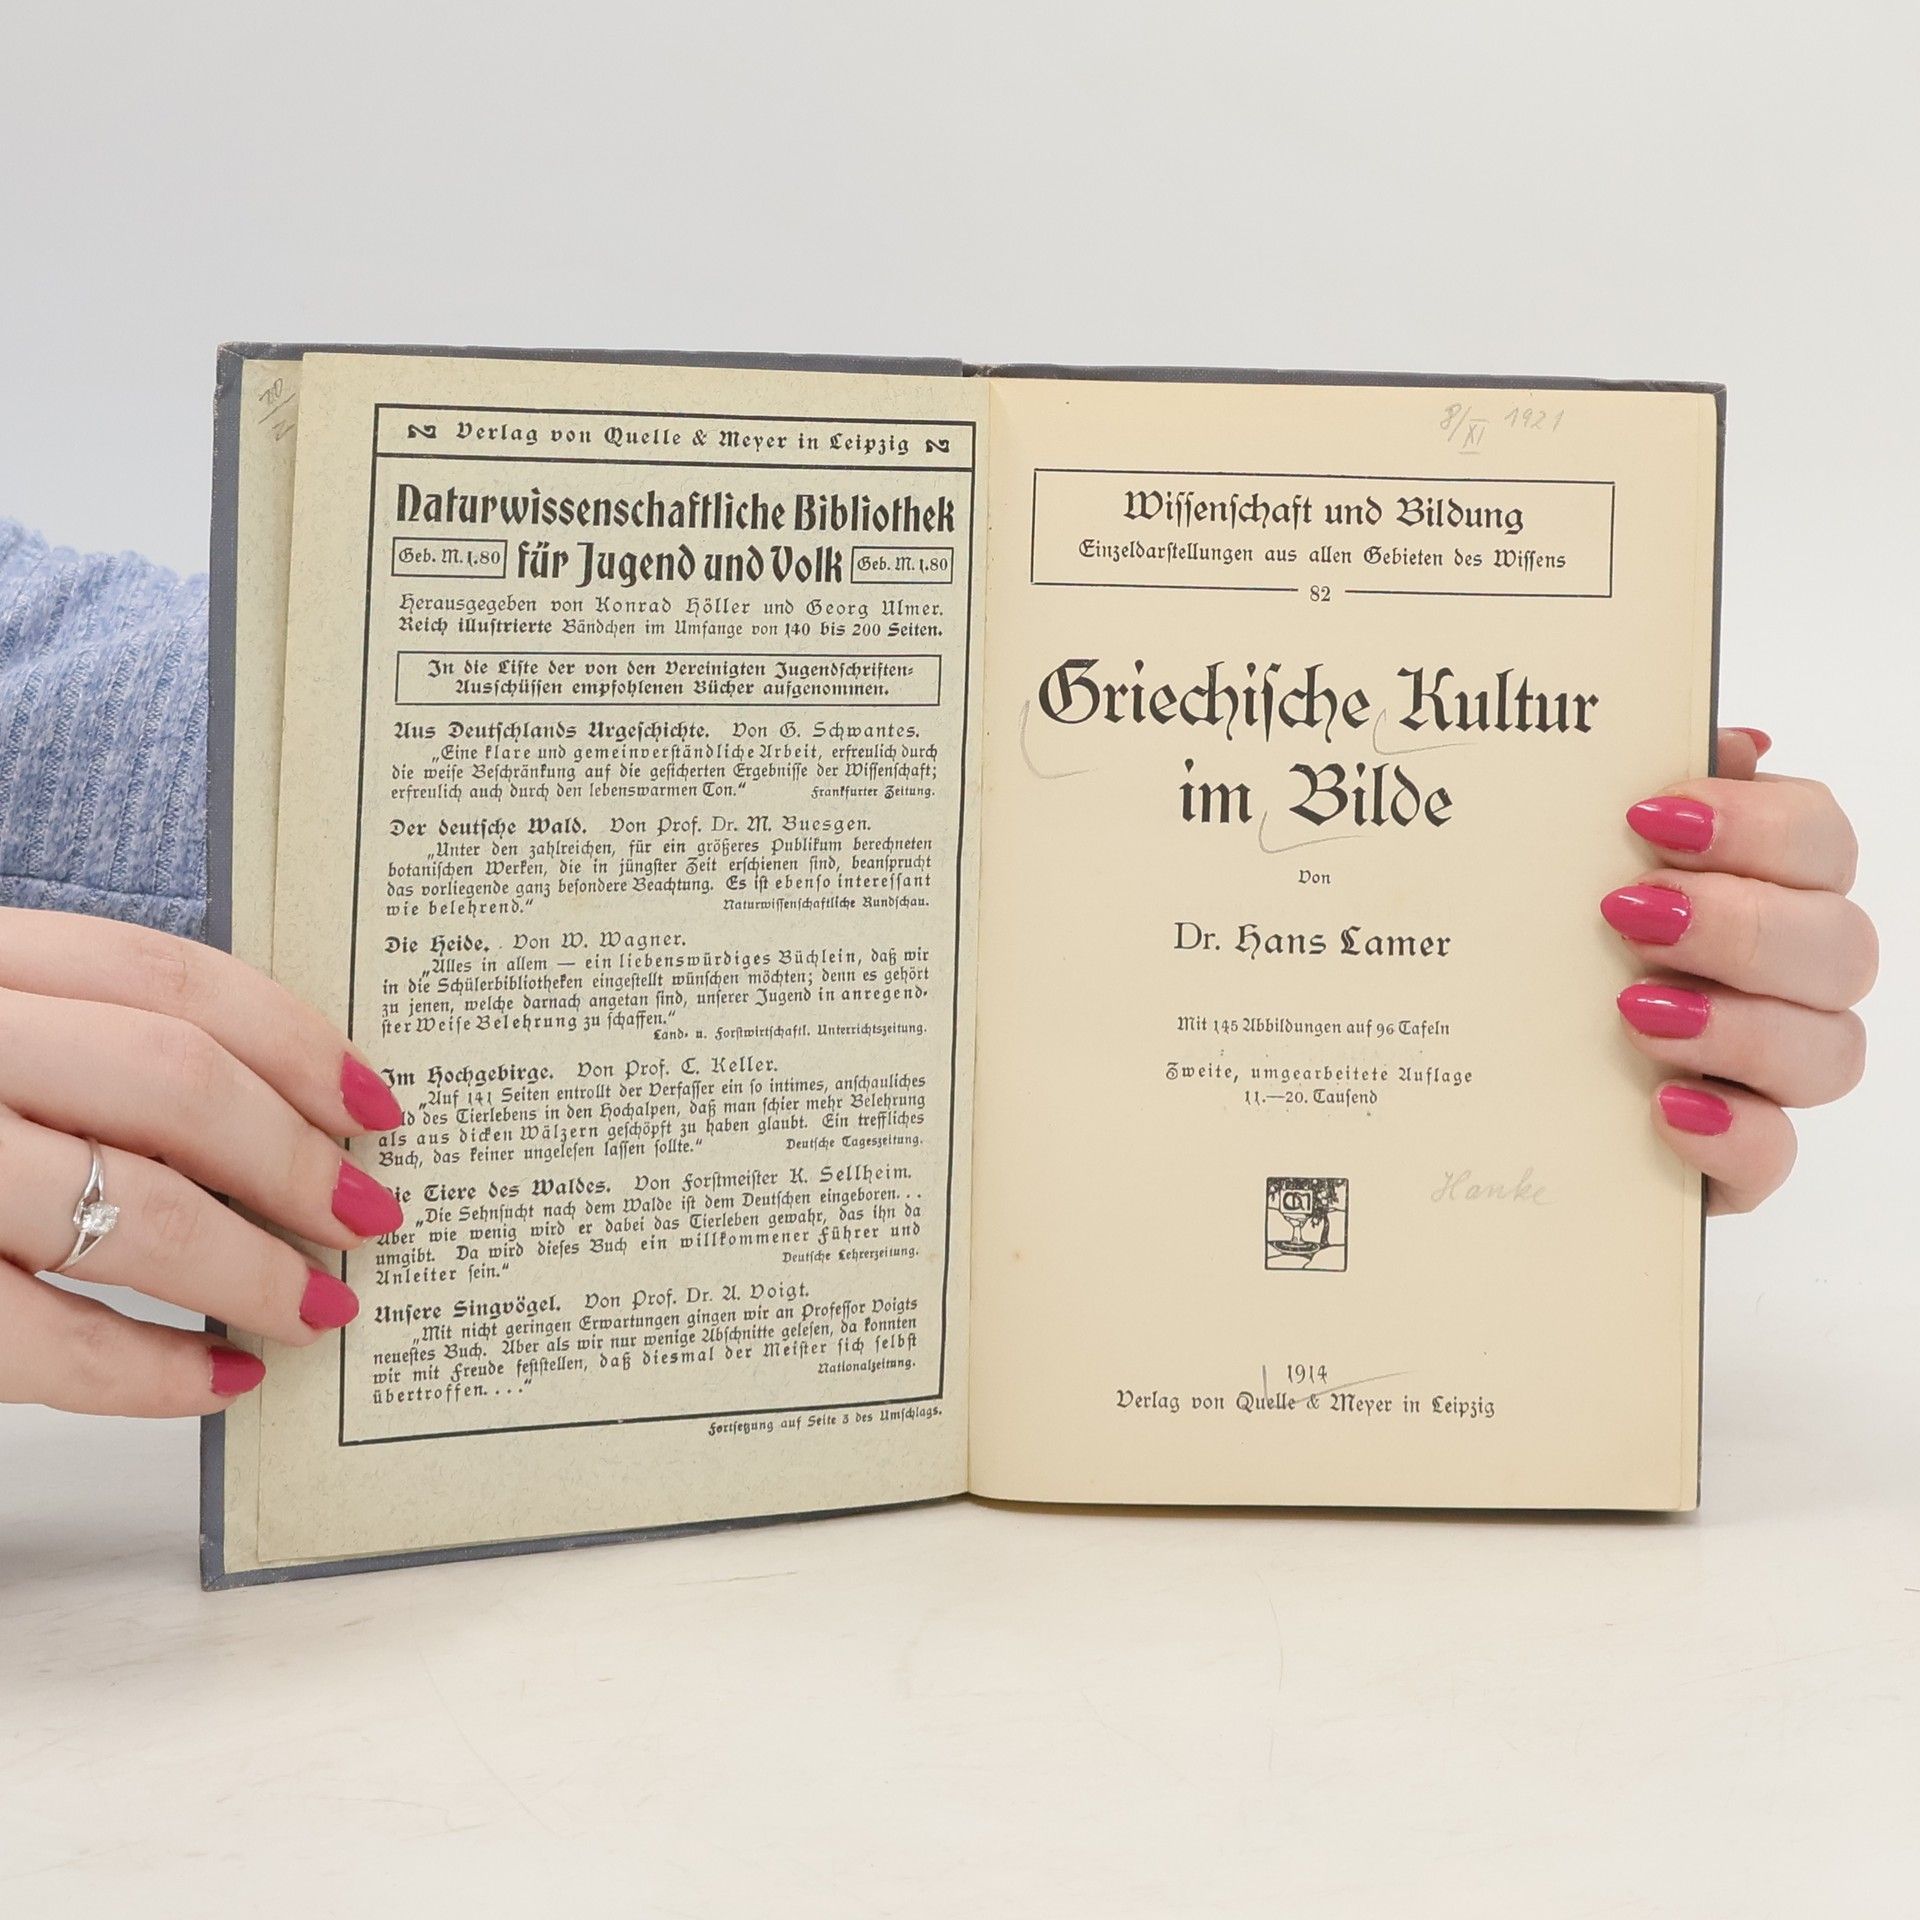 Verlag von Quelle & Meyer in Leipzig
Naturwissenschaftliche Bibliothek
Geb. M. 1.80 für Jugend und Volk Geb. M. 1.80
Herausgegeben von Konrad Höller und Georg Ulmer.
Reich illuſtrierte Bändchen im Umfange von 140 bis 200 Seiten.
In die Liſte der von den Vereinigten Jugendſchriften-
Ausſchüſſen empfohlenen Bücher aufgenommen.
Aus Deutſchlands Urgeſchichte. Von G. Schwantes.
„Eine klare und gemeinverſtändliche Arbeit, erfreulich durch
die weiſe Beſchränkung auf die geſicherten Ergebniſſe der Wiſſenſchaft;
erfreulich auch durch den lebenswarmen Ton.“ Frankfurter Zeitung.
Der deutſche Wald. Von Prof. Dr. M. Buesgen.
„Unter den zahlreichen, für ein größeres Publikum berechneten
botaniſchen Werken, die in jüngſter Zeit erſchienen ſind, beanſprucht
das vorliegende ganz beſondere Beachtung. Es iſt ebenſo intereſſant
wie belehrend.“ Naturwiſſenſchaftliche Rundſchau.
Die Heide. Von W. Wagner.
„Alles in allem — ein liebenswürdiges Büchlein, daß wir
in die Schülerbibliotheken eingeſtellt wünſchen möchten; denn es gehört
zu jenen, welche darnach angetan ſind, unſerer Jugend in anregend-
ſter Weiſe Belehrung zu ſchaffen.“
Land- u. Forſtwirtſchaftl. Unterrichtszeitung.
Im Hochgebirge. Von Prof. C. Keller.
„Auf 141 Seiten entrollt der Verfaſſer ein ſo intimes, anſchauliches
ld des Tierlebens in den Hochalpen, daß man ſchier mehr Belehrung
als aus dicken Wälzern geſchöpft zu haben glaubt. Ein treffliches
Buch, das keiner ungeleſen laſſen ſollte.“ Deutſche Tageszeitung.
ie Tiere des Waldes. Von Forſtmeiſter K. Sellheim.
„Die Sehnſucht nach dem Walde iſt dem Deutſchen eingeboren. . .
Aber wie wenig wird er dabei das Tierleben gewahr, das ihn da
umgibt. Da wird dieſes Buch ein willkommener Führer und
Anleiter ſein.“ Deutſche Lehrerzeitung.
Unſere Singvögel. Von Prof. Dr. A. Voigt.
„Mit nicht geringen Erwartungen gingen wir an Profeſſor Voigts
neueſtes Buch. Aber als wir nur wenige Abſchnitte geleſen, da konnten
wir mit Freude feſtſtellen, daß diesmal der Meiſter ſich ſelbſt
übertroffen. . . .“ Nationalzeitung.
Fortſetzung auf Seite 3 des Umſchlags.
8/XI 1921
Wiſſenſchaft und Bildung
Einzeldarſtellungen aus allen Gebieten des Wiſſens
82
Griechiſche Kultur
im Bilde
Von
Dr. Hans Lamer
Mit 145 Abbildungen auf 96 Tafeln
Zweite, umgearbeitete Auflage
11.—20. Tauſend
Hanke
1914
Verlag von Quelle & Meyer in Leipzig